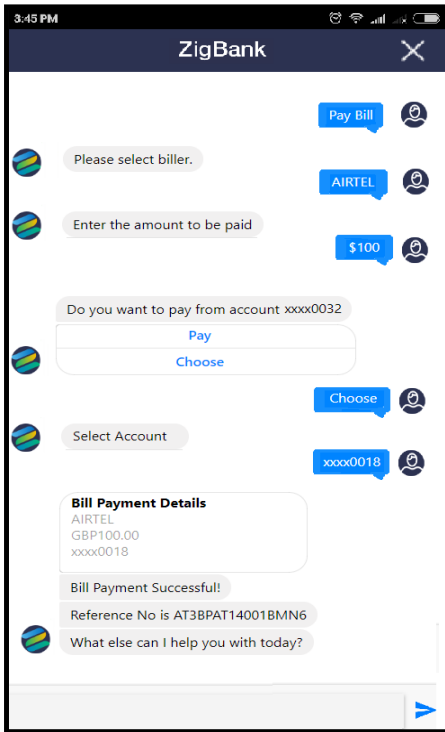 3:45 PM
ZigBank
Pay Bill
Please select biller.
AIRTEL
Enter the amount to be paid
$100
Do you want to pay from account xxxx0032
Pay
Choose
Choose
Select Account
xxxx0018
Bill Payment Details
AIRTEL
GBP100.00
xxxx0018
Bill Payment Successful!
Reference No is AT3BPAT14001BMN6
What else can I help you with today?